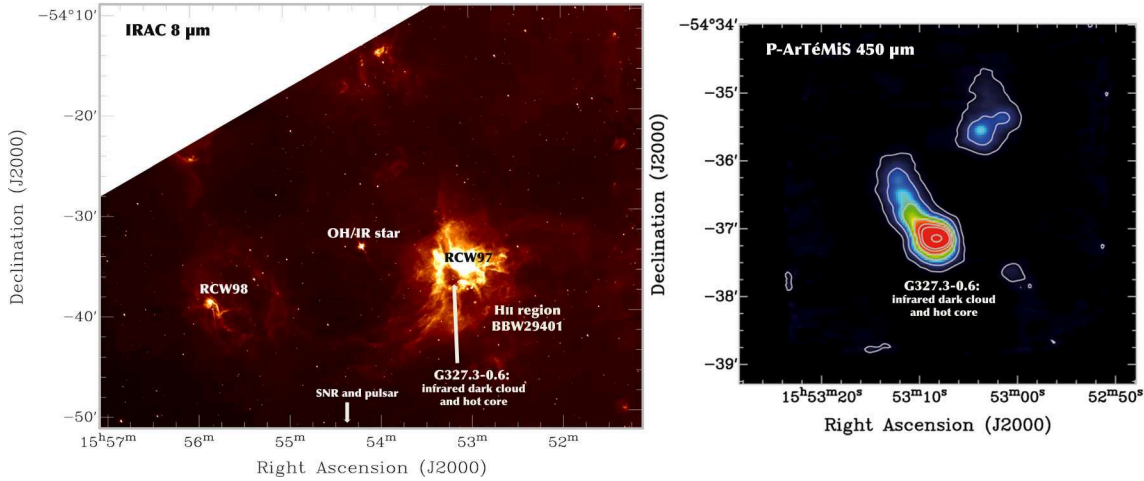 IRAC 8 µm
−54°10′
−20′
−30′
−40′
−50′
Declination (J2000)
OH/IR star
RCW97
RCW98
HII region
BBW29401
G327.3-0.6:
infrared dark cloud
and hot core
SNR and pulsar
15ʰ57ᵐ 56ᵐ 55ᵐ 54ᵐ 53ᵐ 52ᵐ
Right Ascension (J2000)
P-ArTéMiS 450 µm
−54°34′
−35′
−36′
−37′
−38′
−39′
Declination (J2000)
G327.3-0.6:
infrared dark cloud
and hot core
15ʰ53ᵐ20ˢ 53ᵐ10ˢ 53ᵐ00ˢ 52ᵐ50ˢ
Right Ascension (J2000)